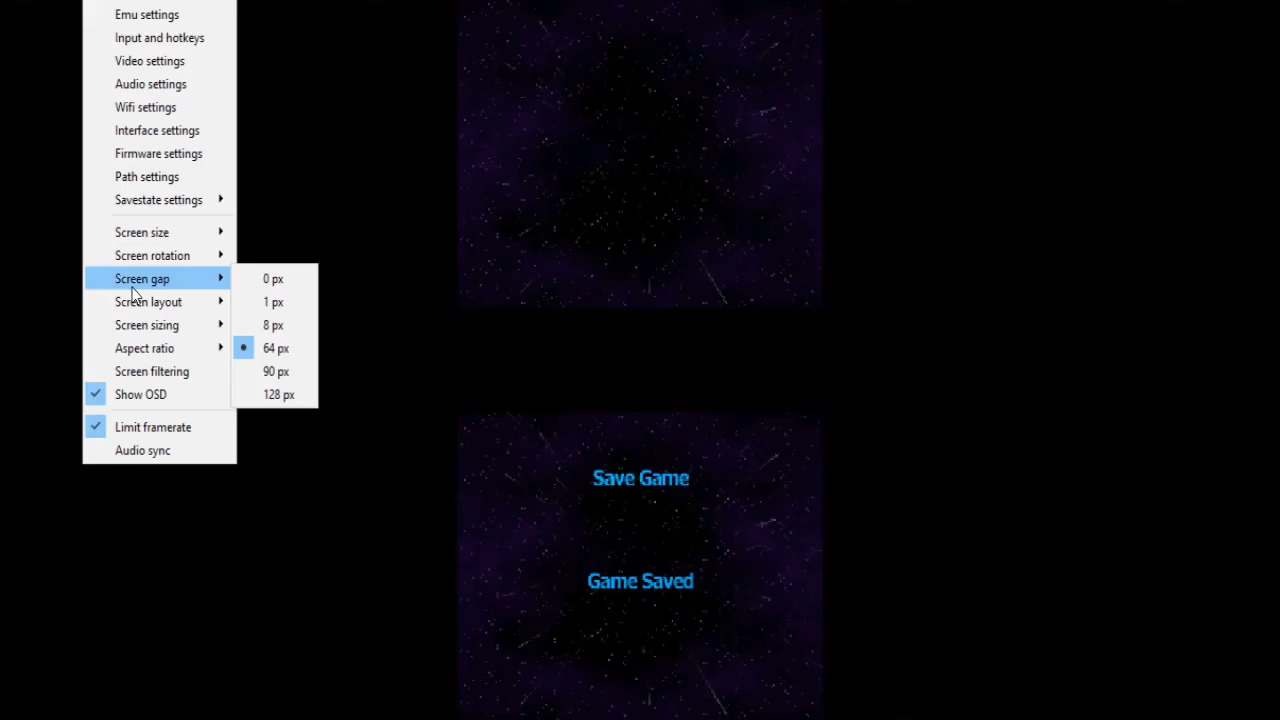 Emu settings
Input and hotkeys
Video settings
Audio settings
Wifi settings
Interface settings
Firmware settings
Path settings
Savestate settings
Screen size
Screen rotation
Screen gap
Screen layout
Screen sizing
Aspect ratio
Screen filtering
Show OSD
Limit framerate
Audio sync
0 px
1 px
8 px
64 px
90 px
128 px
Save Game
Game Saved